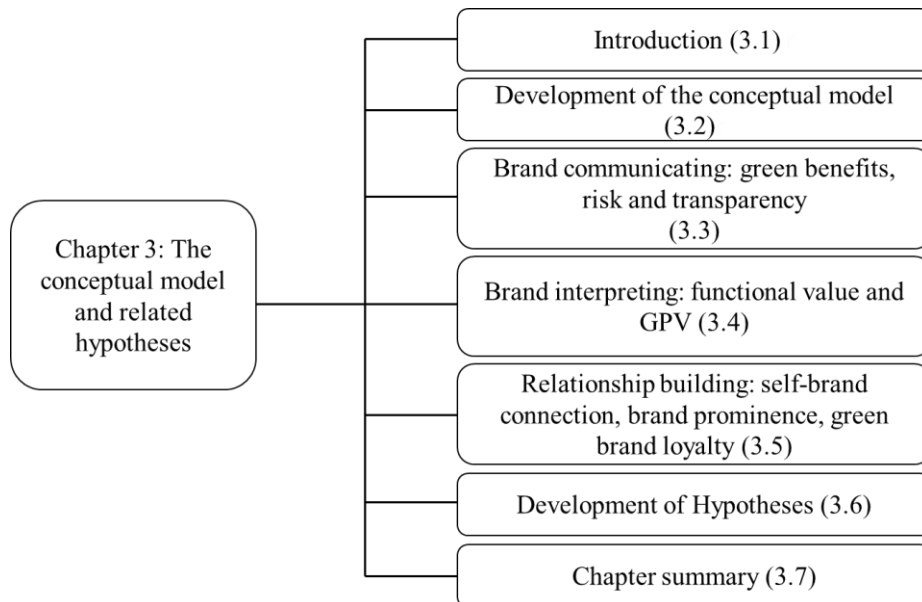 Chapter 3: The
conceptual model
and related
hypotheses
Introduction (3.1)
Development of the conceptual model
(3.2)
Brand communicating: green benefits,
risk and transparency
(3.3)
Brand interpreting: functional value and
GPV (3.4)
Relationship building: self-brand
connection, brand prominence, green
brand loyalty (3.5)
Development of Hypotheses (3.6)
Chapter summary (3.7)